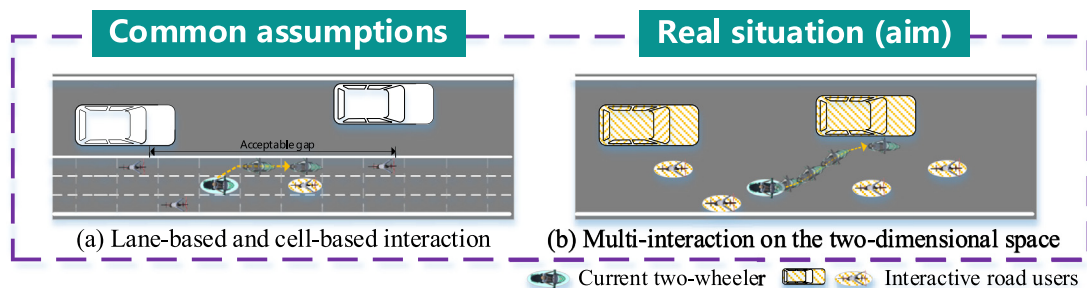 Common assumptions
Real situation (aim)
Acceptable gap
(a) Lane-based and cell-based interaction
(b) Multi-interaction on the two-dimensional space
Current two-wheeler
Interactive road users